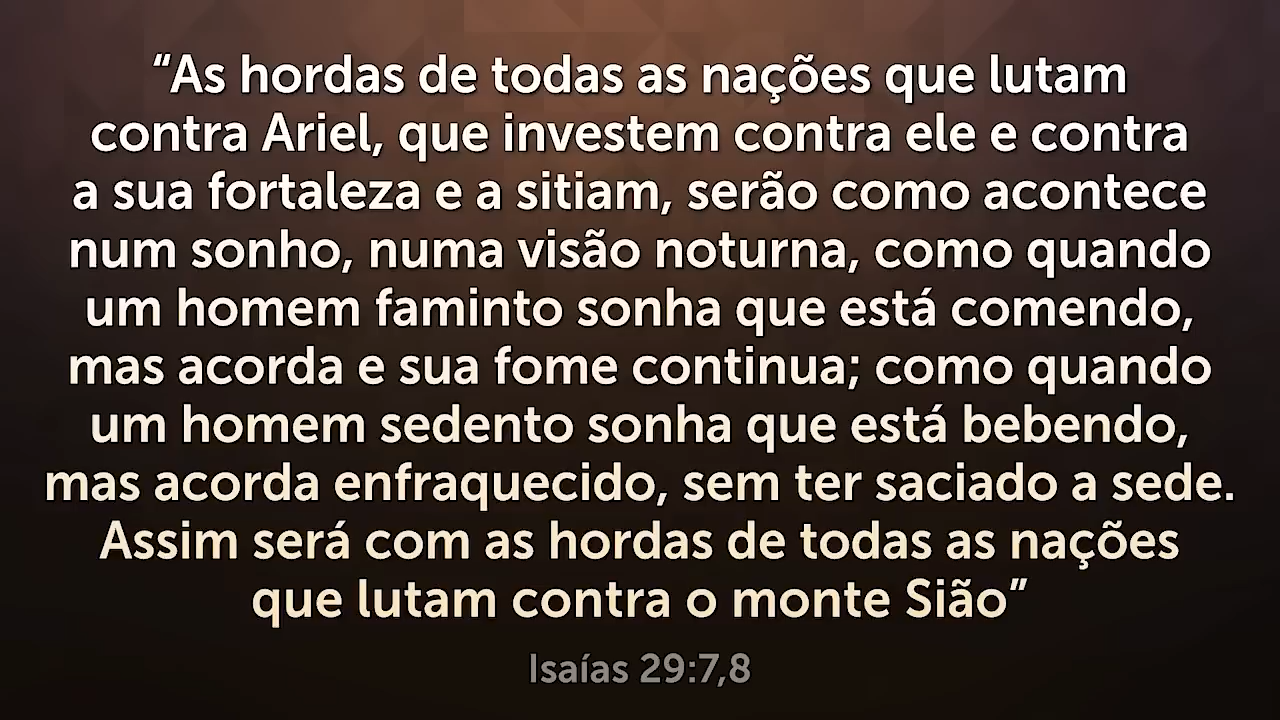 “As hordas de todas as nações que lutam
contra Ariel, que investem contra ele e contra
a sua fortaleza e a sitiam, serão como acontece
num sonho, numa visão noturna, como quando
um homem faminto sonha que está comendo,
mas acorda e sua fome continua; como quando
um homem sedento sonha que está bebendo,
mas acorda enfraquecido, sem ter saciado a sede.
Assim será com as hordas de todas as nações
que lutam contra o monte Sião”
Isaías 29:7,8